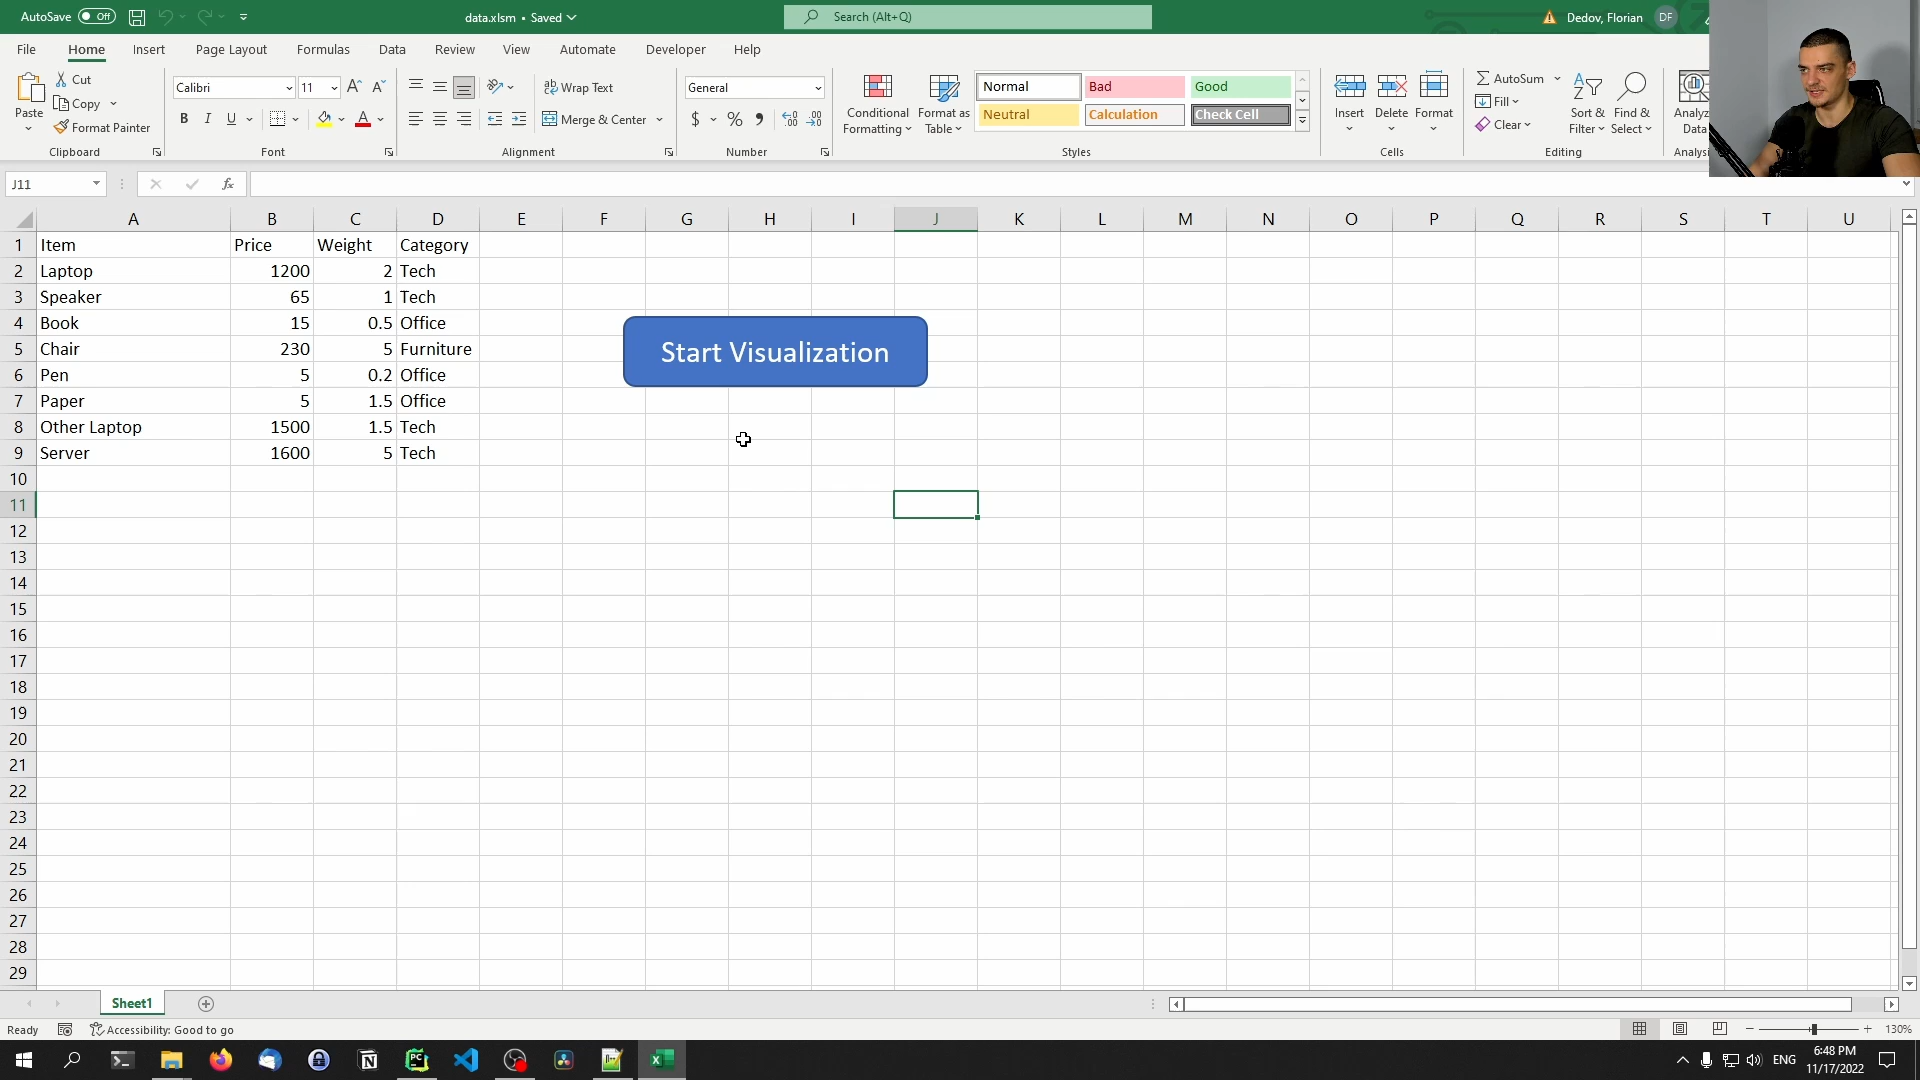 AutoSave Off data.xlsm • Saved Search (Alt+Q) Dedov, Florian DF
File Home Insert Page Layout Formulas Data Review View Automate Developer Help
Paste Cut Copy Format Painter Clipboard
Calibri 11 B I U A A Font
Wrap Text Merge & Center Alignment
General $ % Number
Conditional Formatting Format as Table Normal Bad Good Neutral Calculation Check Cell Styles
Insert Delete Format Cells
AutoSum Fill Clear Sort & Filter Find & Select Editing
Data
J11 fx
A B C D E F G H I J K L M N O P Q R S T U
1 Item Price Weight Category
2 Laptop 1200 2 Tech
3 Speaker 65 1 Tech
4 Book 15 0.5 Office
5 Chair 230 5 Furniture
6 Pen 5 0.2 Office
7 Paper 5 1.5 Office
8 Other Laptop 1500 1.5 Tech
9 Server 1600 5 Tech
Start Visualization
10
11
12
13
14
15
16
17
18
19
20
21
22
23
24
25
26
27
28
29
Sheet1
Ready Accessibility: Good to go 130%
ENG 6:48 PM
11/17/2022